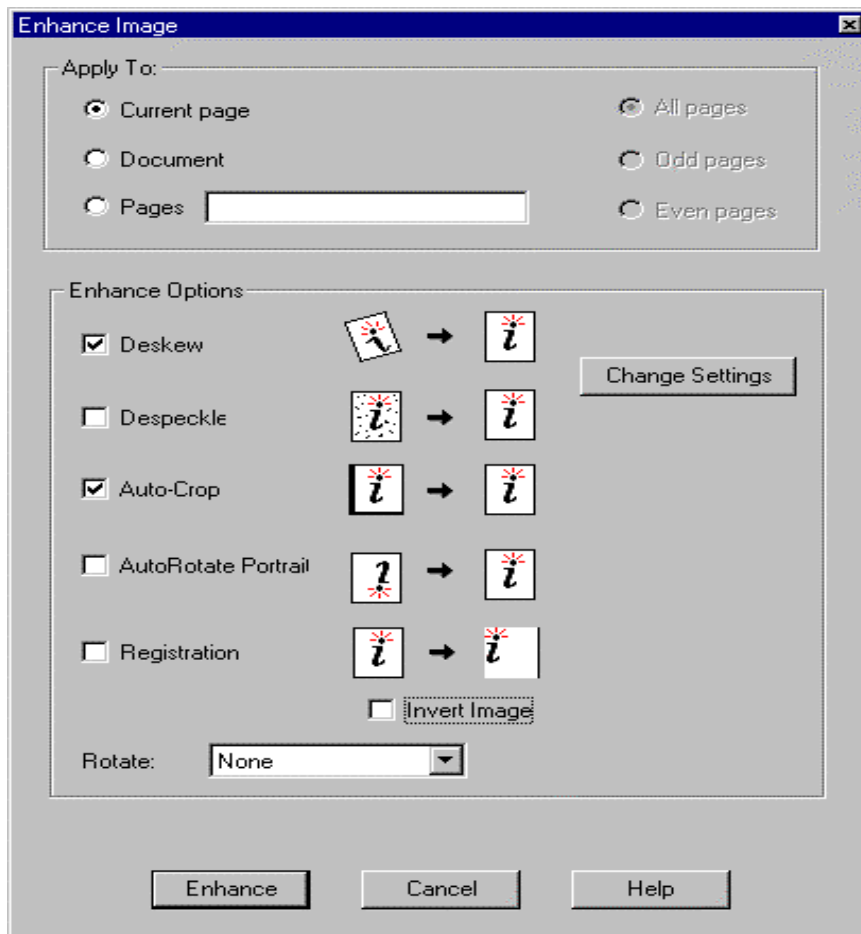 Enhance Image
Apply To:
Current page
All pages
Document
Odd pages
Pages
Even pages
Enhance Options
Deskew
Change Settings
Despeckle
Auto-Crop
AutoRotate Portrait
Registration
Invert Image
Rotate: None
Enhance Cancel Help